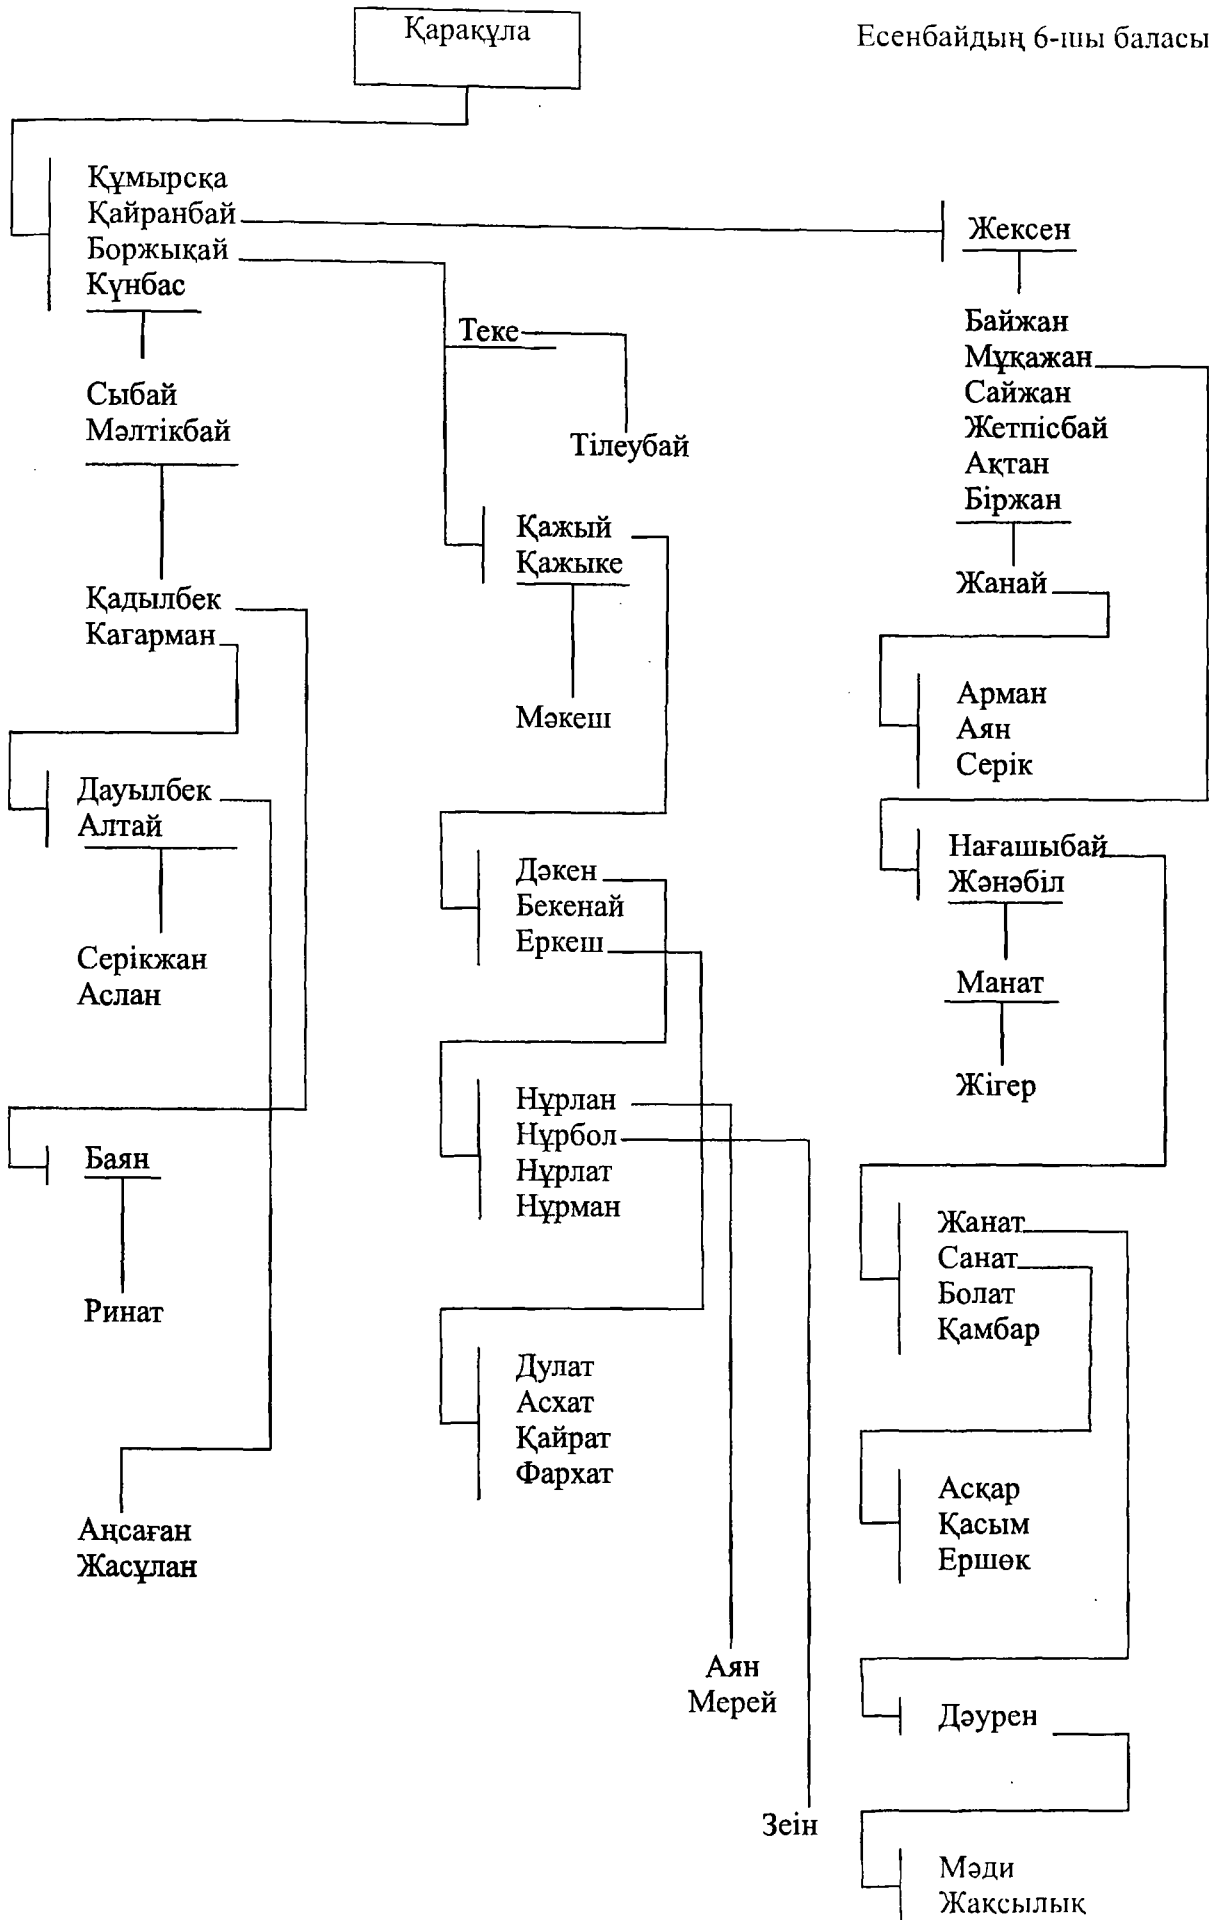 Қарақұла
Есенбайдың 6-шы баласы
Құмырсқа
Қайранбай
Боржықай
Күнбас
Сыбай
Мәлтікбай
Қадылбек
Кагарман
Дауылбек
Алтай
Серікжан
Аслан
Баян
Ринат
Аңсаған
Жасұлан
Теке
Тілеубай
Қажый
Қажыке
Мәкеш
Дәкен
Бекенай
Еркеш
Нұрлан
Нұрбол
Нұрлат
Нұрман
Дулат
Асхат
Қайрат
Фархат
Аян
Мерей
Зеін
Жексен
Байжан
Мұқажан
Сайжан
Жетпісбай
Ақтан
Біржан
Жанай
Арман
Аян
Серік
Нағашыбай
Жәнәбіл
Манат
Жігер
Жанат
Санат
Болат
Қамбар
Асқар
Қасым
Ершөк
Дәурен
Мәди
Жақсылық